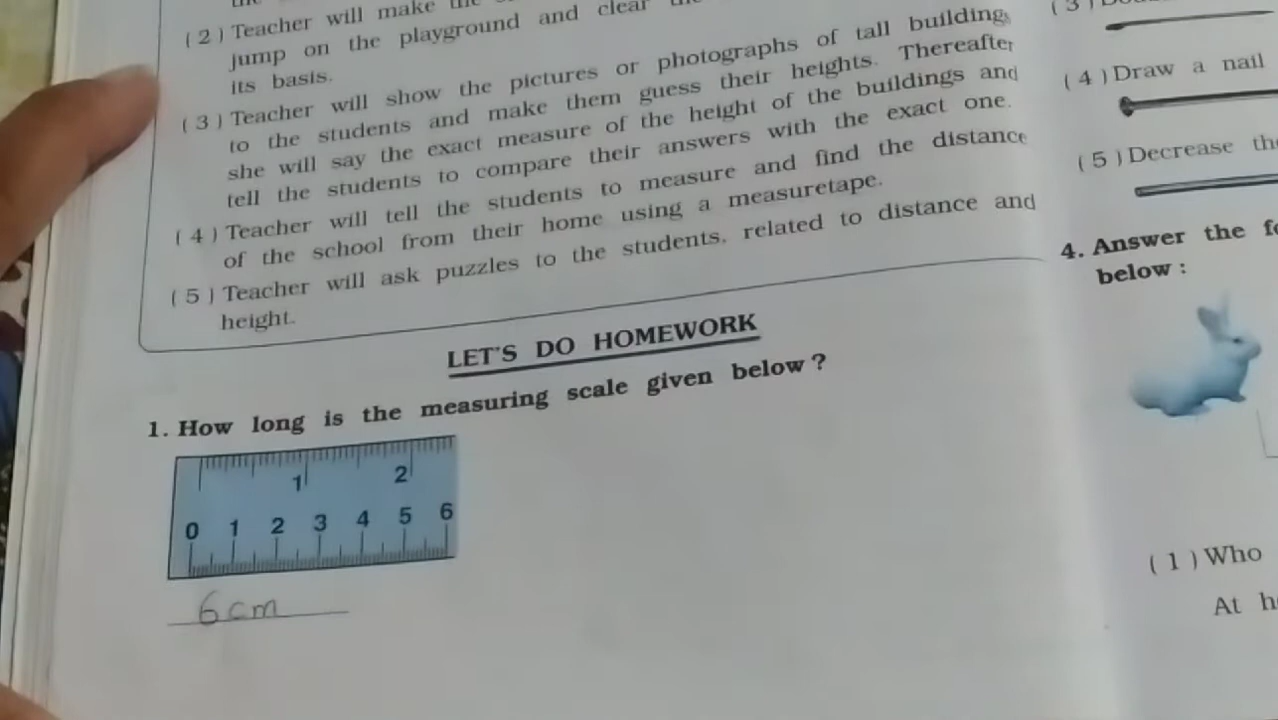 ( 2 ) Teacher will make
jump on the playground and clear
its basis.
( 3 ) Teacher will show the pictures or photographs of tall building
to the students and make them guess their heights. Thereafter
she will say the exact measure of the height of the buildings and
tell the students to compare their answers with the exact one.
( 4 ) Teacher will tell the students to measure and find the distance
of the school from their home using a measuretape.
( 5 ) Teacher will ask puzzles to the students, related to distance and
height.
LET'S DO HOMEWORK
1. How long is the measuring scale given below ?
1 2
0 1 2 3 4 5 6
6cm
( 3 )
( 4 ) Draw a nail
( 5 ) Decrease
4. Answer the
below :
( 1 ) Who
At